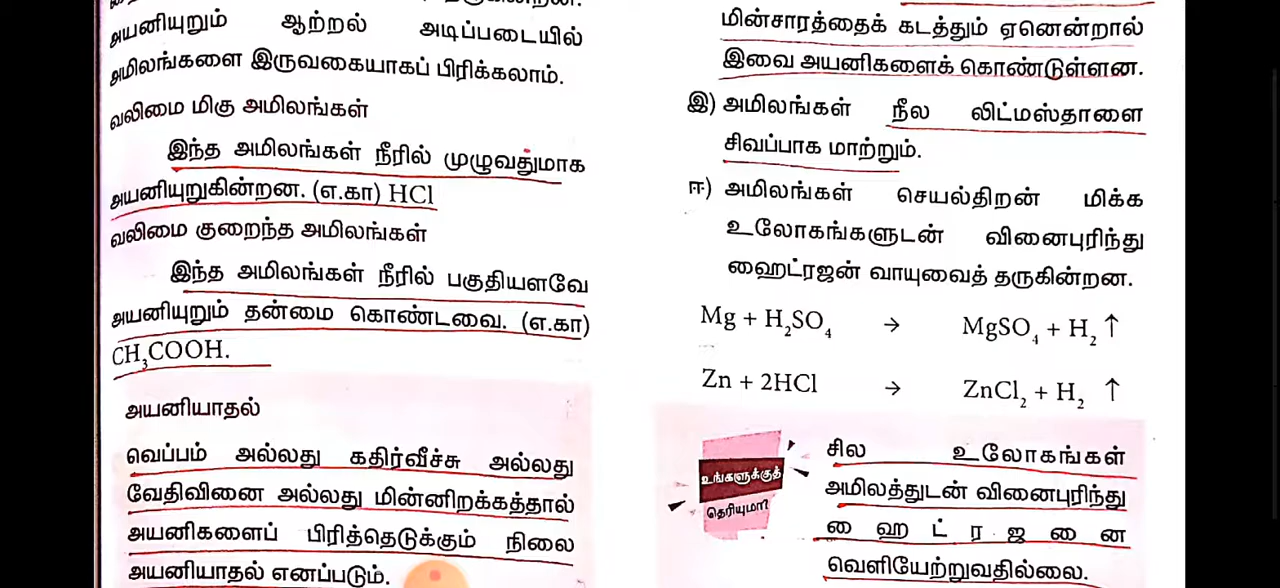 அயனியுறும் ஆற்றல் அடிப்படையில்
அமிலங்களை இருவகையாகப் பிரிக்கலாம்.
வலிமை மிகு அமிலங்கள்
இந்த அமிலங்கள் நீரில் முழுவதுமாக
அயனியுறுகின்றன. (எ.கா) HCl
வலிமை குறைந்த அமிலங்கள்
இந்த அமிலங்கள் நீரில் பகுதியளவே
அயனியுறும் தன்மை கொண்டவை. (எ.கா)
CH₃COOH.
அயனியாதல்
வெப்பம் அல்லது கதிர்வீச்சு அல்லது
வேதிவினை அல்லது மின்னிறக்கத்தால்
அயனிகளைப் பிரித்தெடுக்கும் நிலை
அயனியாதல் எனப்படும்.
மின்சாரத்தைக் கடத்தும் ஏனென்றால்
இவை அயனிகளைக் கொண்டுள்ளன.
இ) அமிலங்கள் நீல லிட்மஸ்தாளை
சிவப்பாக மாற்றும்.
ஈ) அமிலங்கள் செயல்திறன் மிக்க
உலோகங்களுடன் வினைபுரிந்து
ஹைட்ரஜன் வாயுவைத் தருகின்றன.
Mg + H₂SO₄ → MgSO₄ + H₂ ↑
Zn + 2HCl → ZnCl₂ + H₂ ↑
உங்களுக்குத்
தெரியுமா?
சில உலோகங்கள்
அமிலத்துடன் வினைபுரிந்து
ஹைட்ரஜனை
வெளியேற்றுவதில்லை.